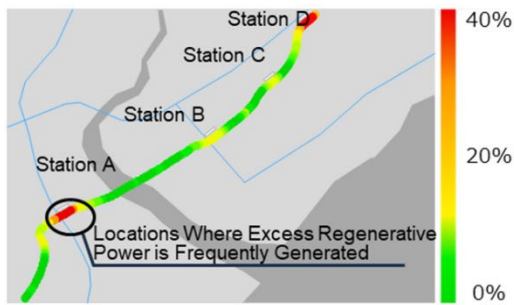 Station D
40%
Station C
Station B
20%
Station A
Locations Where Excess Regenerative
Power is Frequently Generated
0%